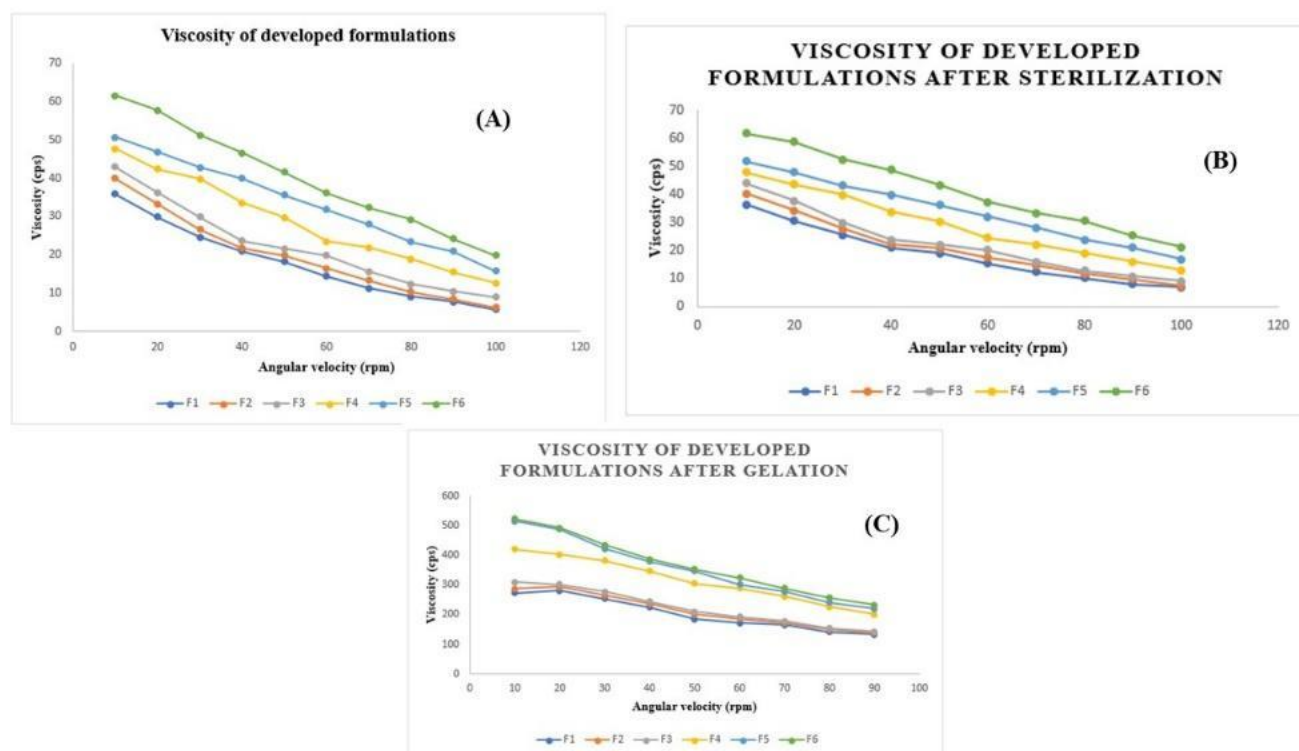 Viscosity of developed formulations
(A)
Viscosity (cps)
70
60
50
40
30
20
10
0
0 20 40 60 80 100 120
Angular velocity (rpm)
F1 F2 F3 F4 F5 F6
VISCOSITY OF DEVELOPED
FORMULATIONS AFTER STERILIZATION
(B)
Viscosity (cps)
70
60
50
40
30
20
10
0
0 20 40 60 80 100 120
Angular velocity (rpm)
F1 F2 F3 F4 F5 F6
VISCOSITY OF DEVELOPED
FORMULATIONS AFTER GELATION
(C)
Viscosity (cps)
600
500
400
300
200
100
0
0 10 20 30 40 50 60 70 80 90 100
Angular velocity (rpm)
F1 F2 F3 F4 F5 F6